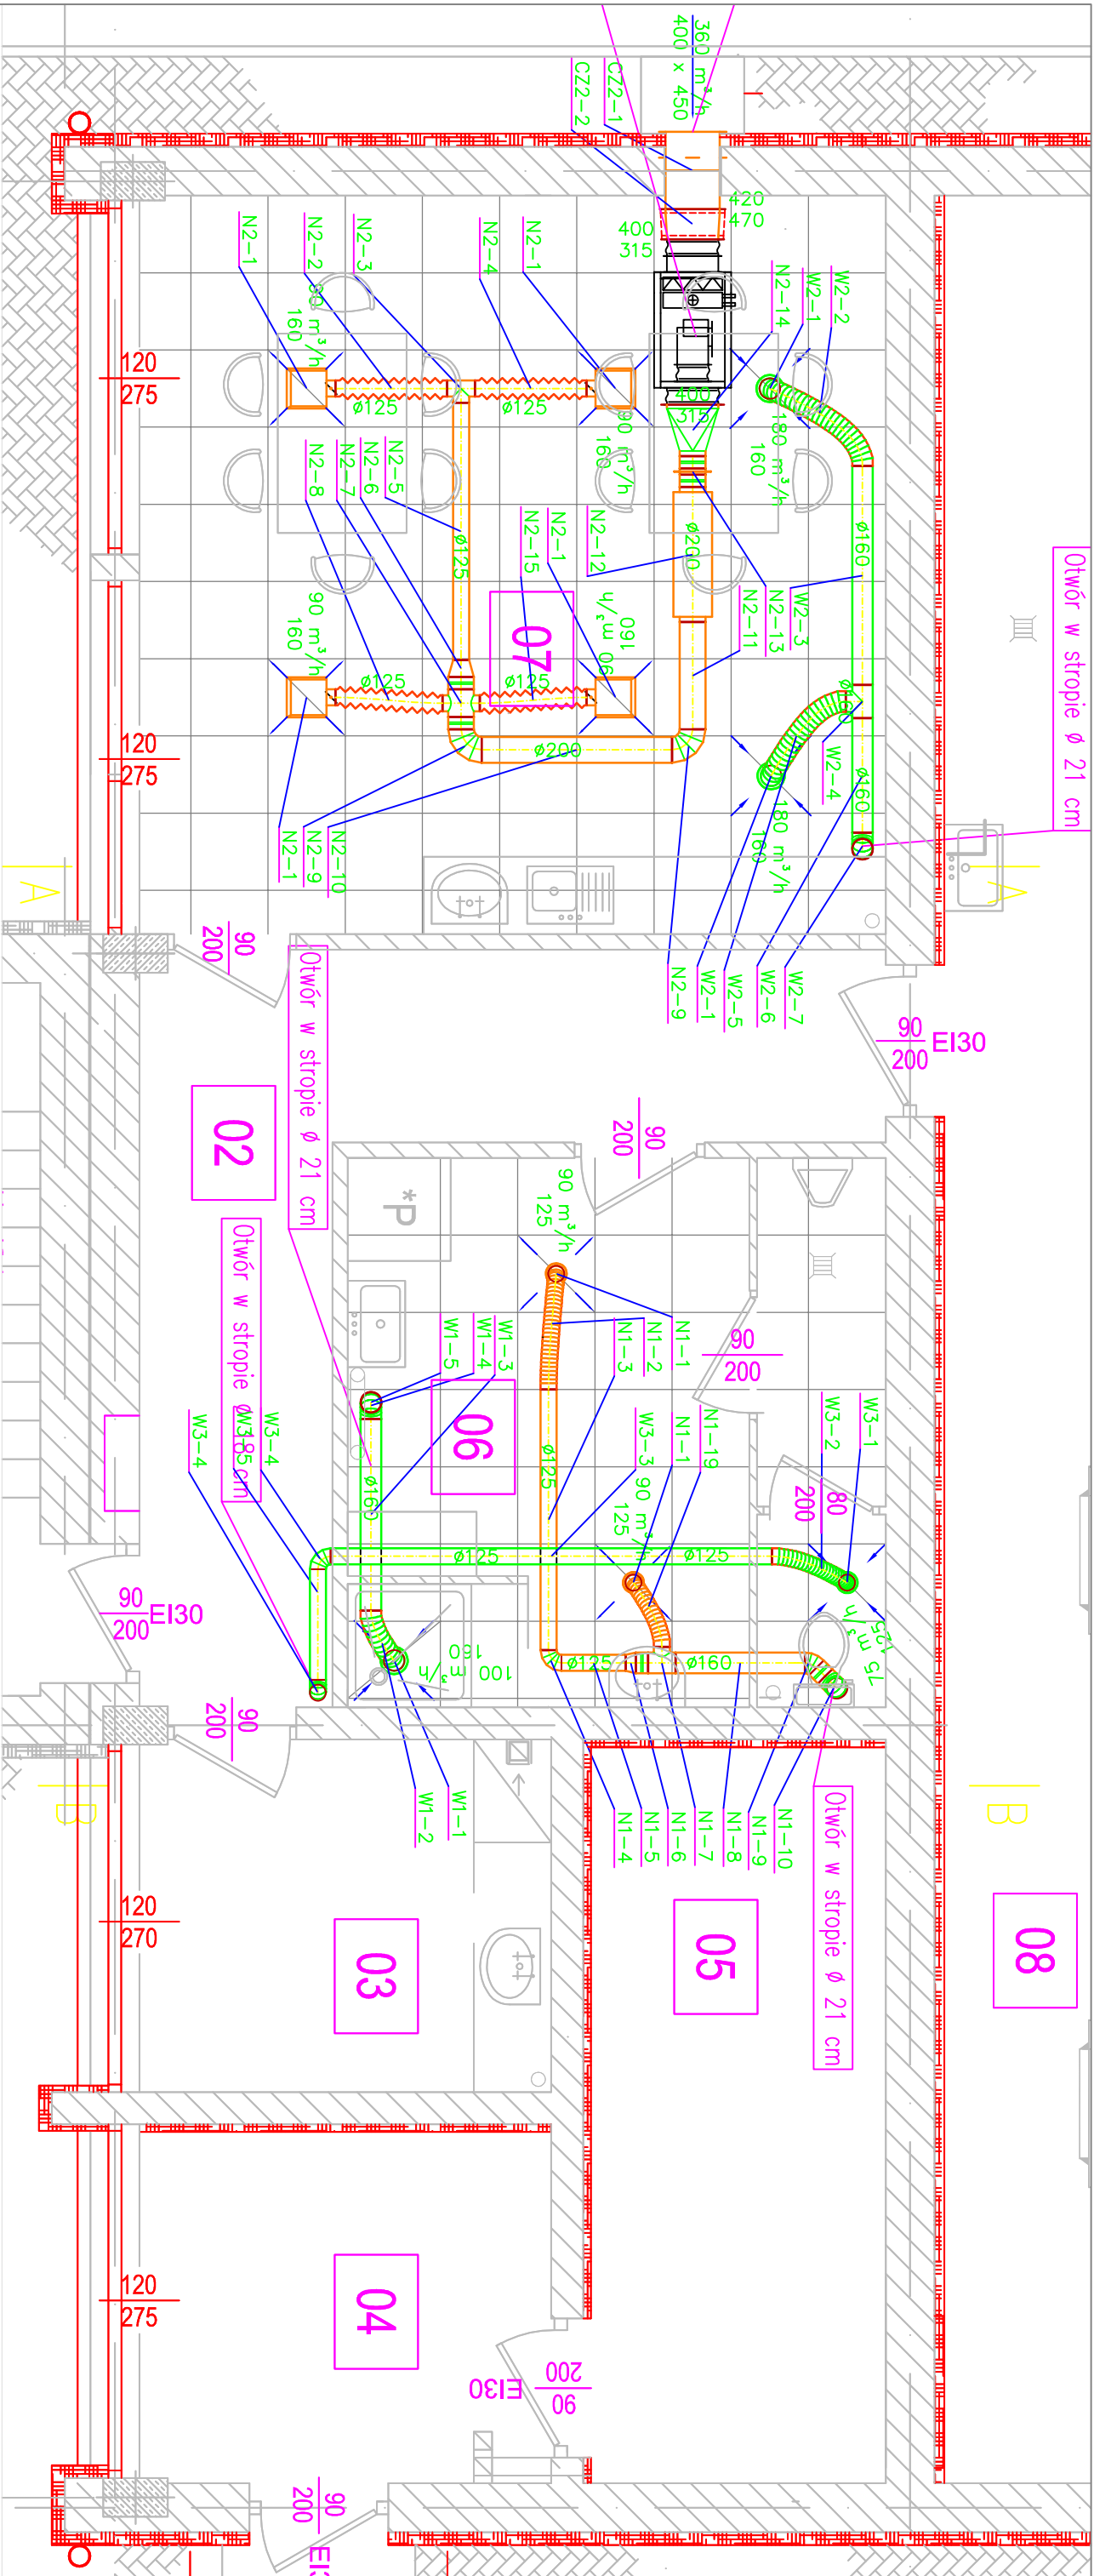 360 m³/h
400 x 450
CZ2-1
CZ2-2
420
470
400
315
N2-1
N2-2
N2-3
N2-4
N2-1
N2-14
W2-1
W2-2
90 m³/h
160
90 m³/h
160
180 m³/h
160
400
315
ø125
ø125
120
275
N2-8
N2-7
N2-6
N2-5
N2-15
N2-1
N2-12
ø125
ø200
ø160
W2-3
N2-13
N2-11
Otwór w stropie ø 21 cm
07
90 m³/h
160
90 m³/h
160
ø125
ø125
ø200
ø160
W2-4
180 m³/h
160
120
275
N2-1
N2-9
N2-10
A
A
N2-9
W2-1
W2-5
W2-6
W2-7
90
200
Otwór w stropie ø 21 cm
90
200
EI30
02
90
200
*P
90 m³/h
125
Otwór w stropie ø 18 cm
W3-4
W3-5
W3-4
W1-5
W1-4
W1-3
06
N1-3
N1-2
N1-1
90
200
W3-3
N1-1
N1-19
W3-2
W3-1
ø160
ø125
90 m³/h
125
80
200
ø125
ø125
75 m³/h
125
100 m³/h
160
ø125
ø160
90
200
EI30
90
200
W1-2
W1-1
N1-4
N1-5
N1-6
N1-7
N1-8
N1-9
N1-10
Otwór w stropie ø 21 cm
B
B
120
270
03
05
08
120
275
04
90
200
EI30
90
200